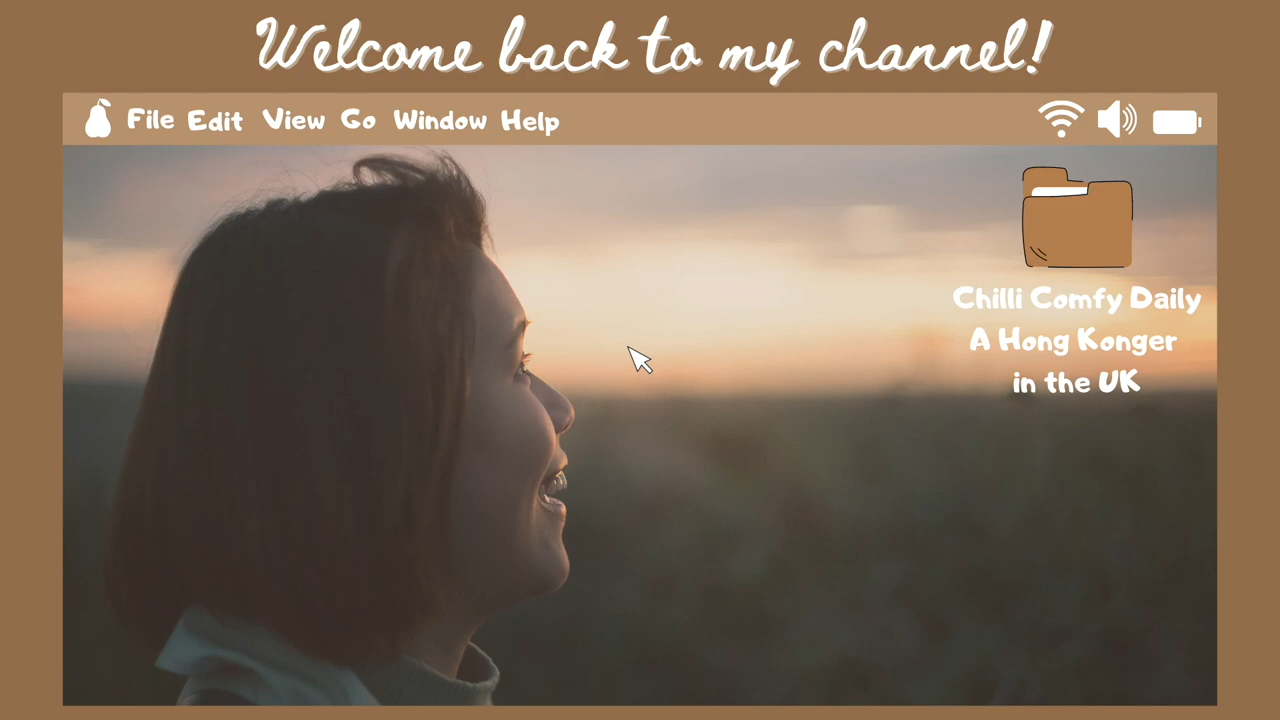 Welcome back to my channel!
File Edit View Go Window Help
Chilli Comfy Daily
A Hong Konger
in the UK